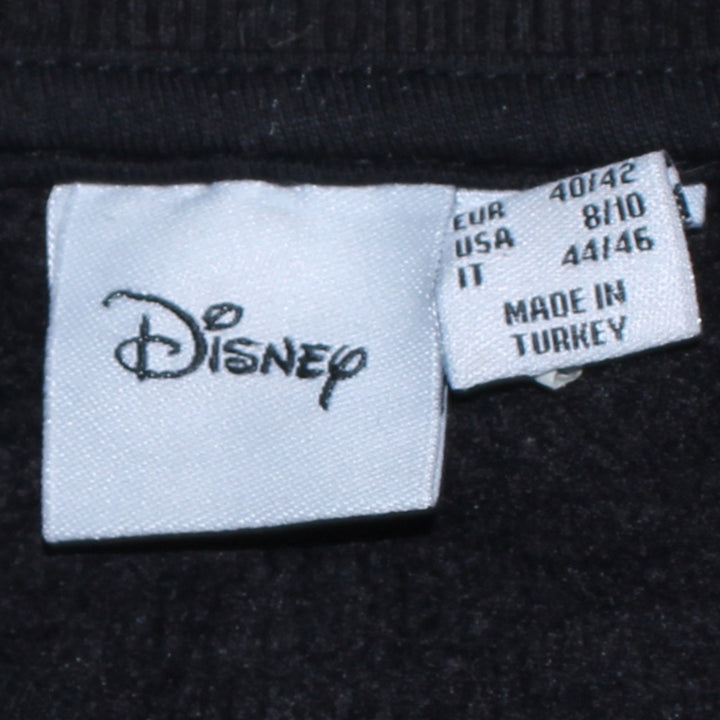 Disney
EUR 40/42
USA 8/10
IT 44/46
MADE IN
TURKEY